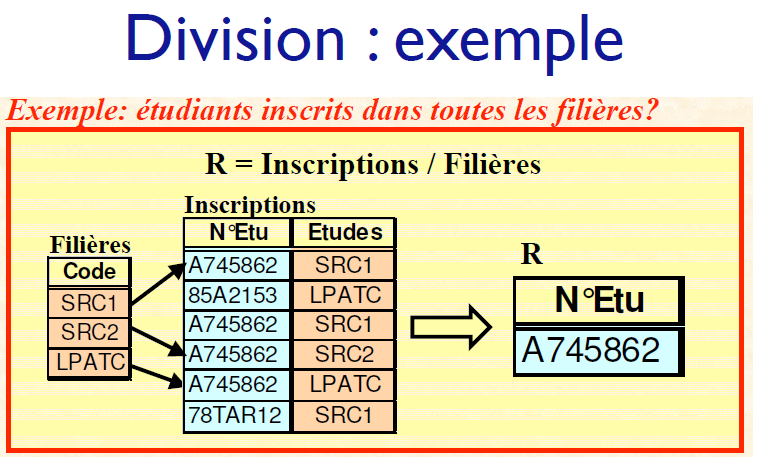 Division : exemple
Exemple: étudiants inscrits dans toutes les filières?
R = Inscriptions / Filières
Filières
Code
SRC1
SRC2
LPATC
Inscriptions
N°Etu Etudes
A745862 SRC1
85A2153 LPATC
A745862 SRC1
A745862 SRC2
A745862 LPATC
78TAR12 SRC1
R
N°Etu
A745862